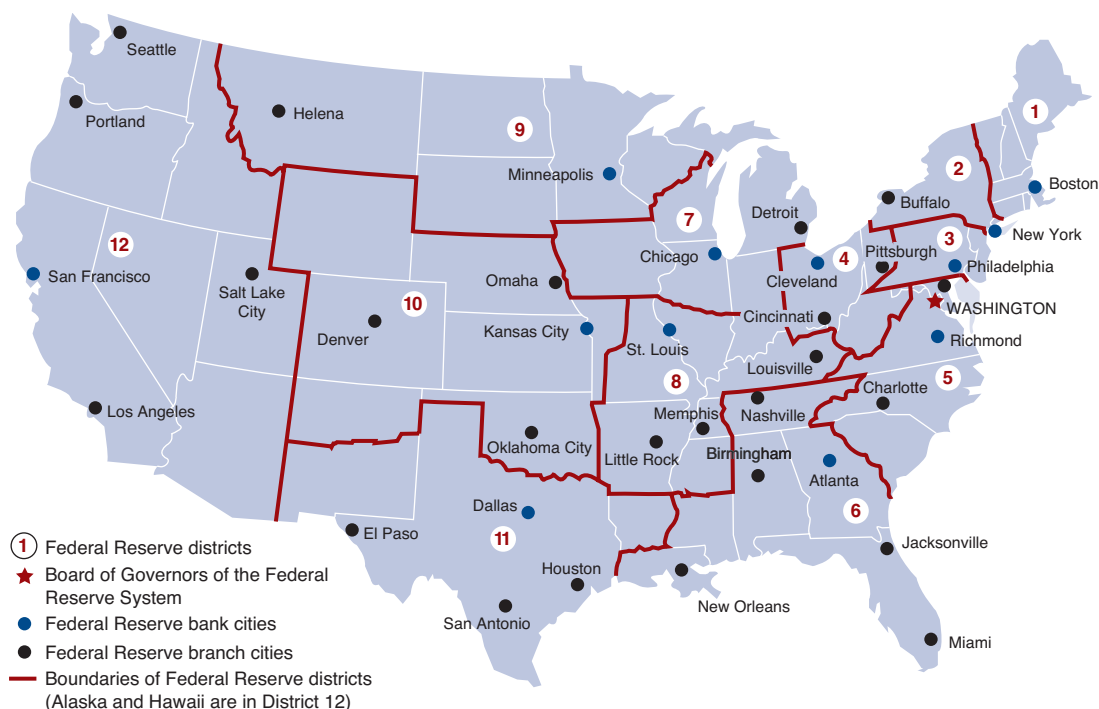 Seattle
Portland
Helena
9
1
Minneapolis
2
Boston
Buffalo
Detroit
7
12
3
New York
Pittsburgh
Chicago
4
Philadelphia
San Francisco
Cleveland
Omaha
Salt Lake
City
10
WASHINGTON
Cincinnati
Denver
Kansas City
St. Louis
Richmond
Louisville
8
5
Charlotte
Los Angeles
Memphis
Nashville
Oklahoma City
Little Rock
Birmingham
Atlanta
Dallas
6
El Paso
11
Jacksonville
Houston
New Orleans
San Antonio
Miami
1 Federal Reserve districts
Board of Governors of the Federal
Reserve System
Federal Reserve bank cities
Federal Reserve branch cities
Boundaries of Federal Reserve districts
(Alaska and Hawaii are in District 12)